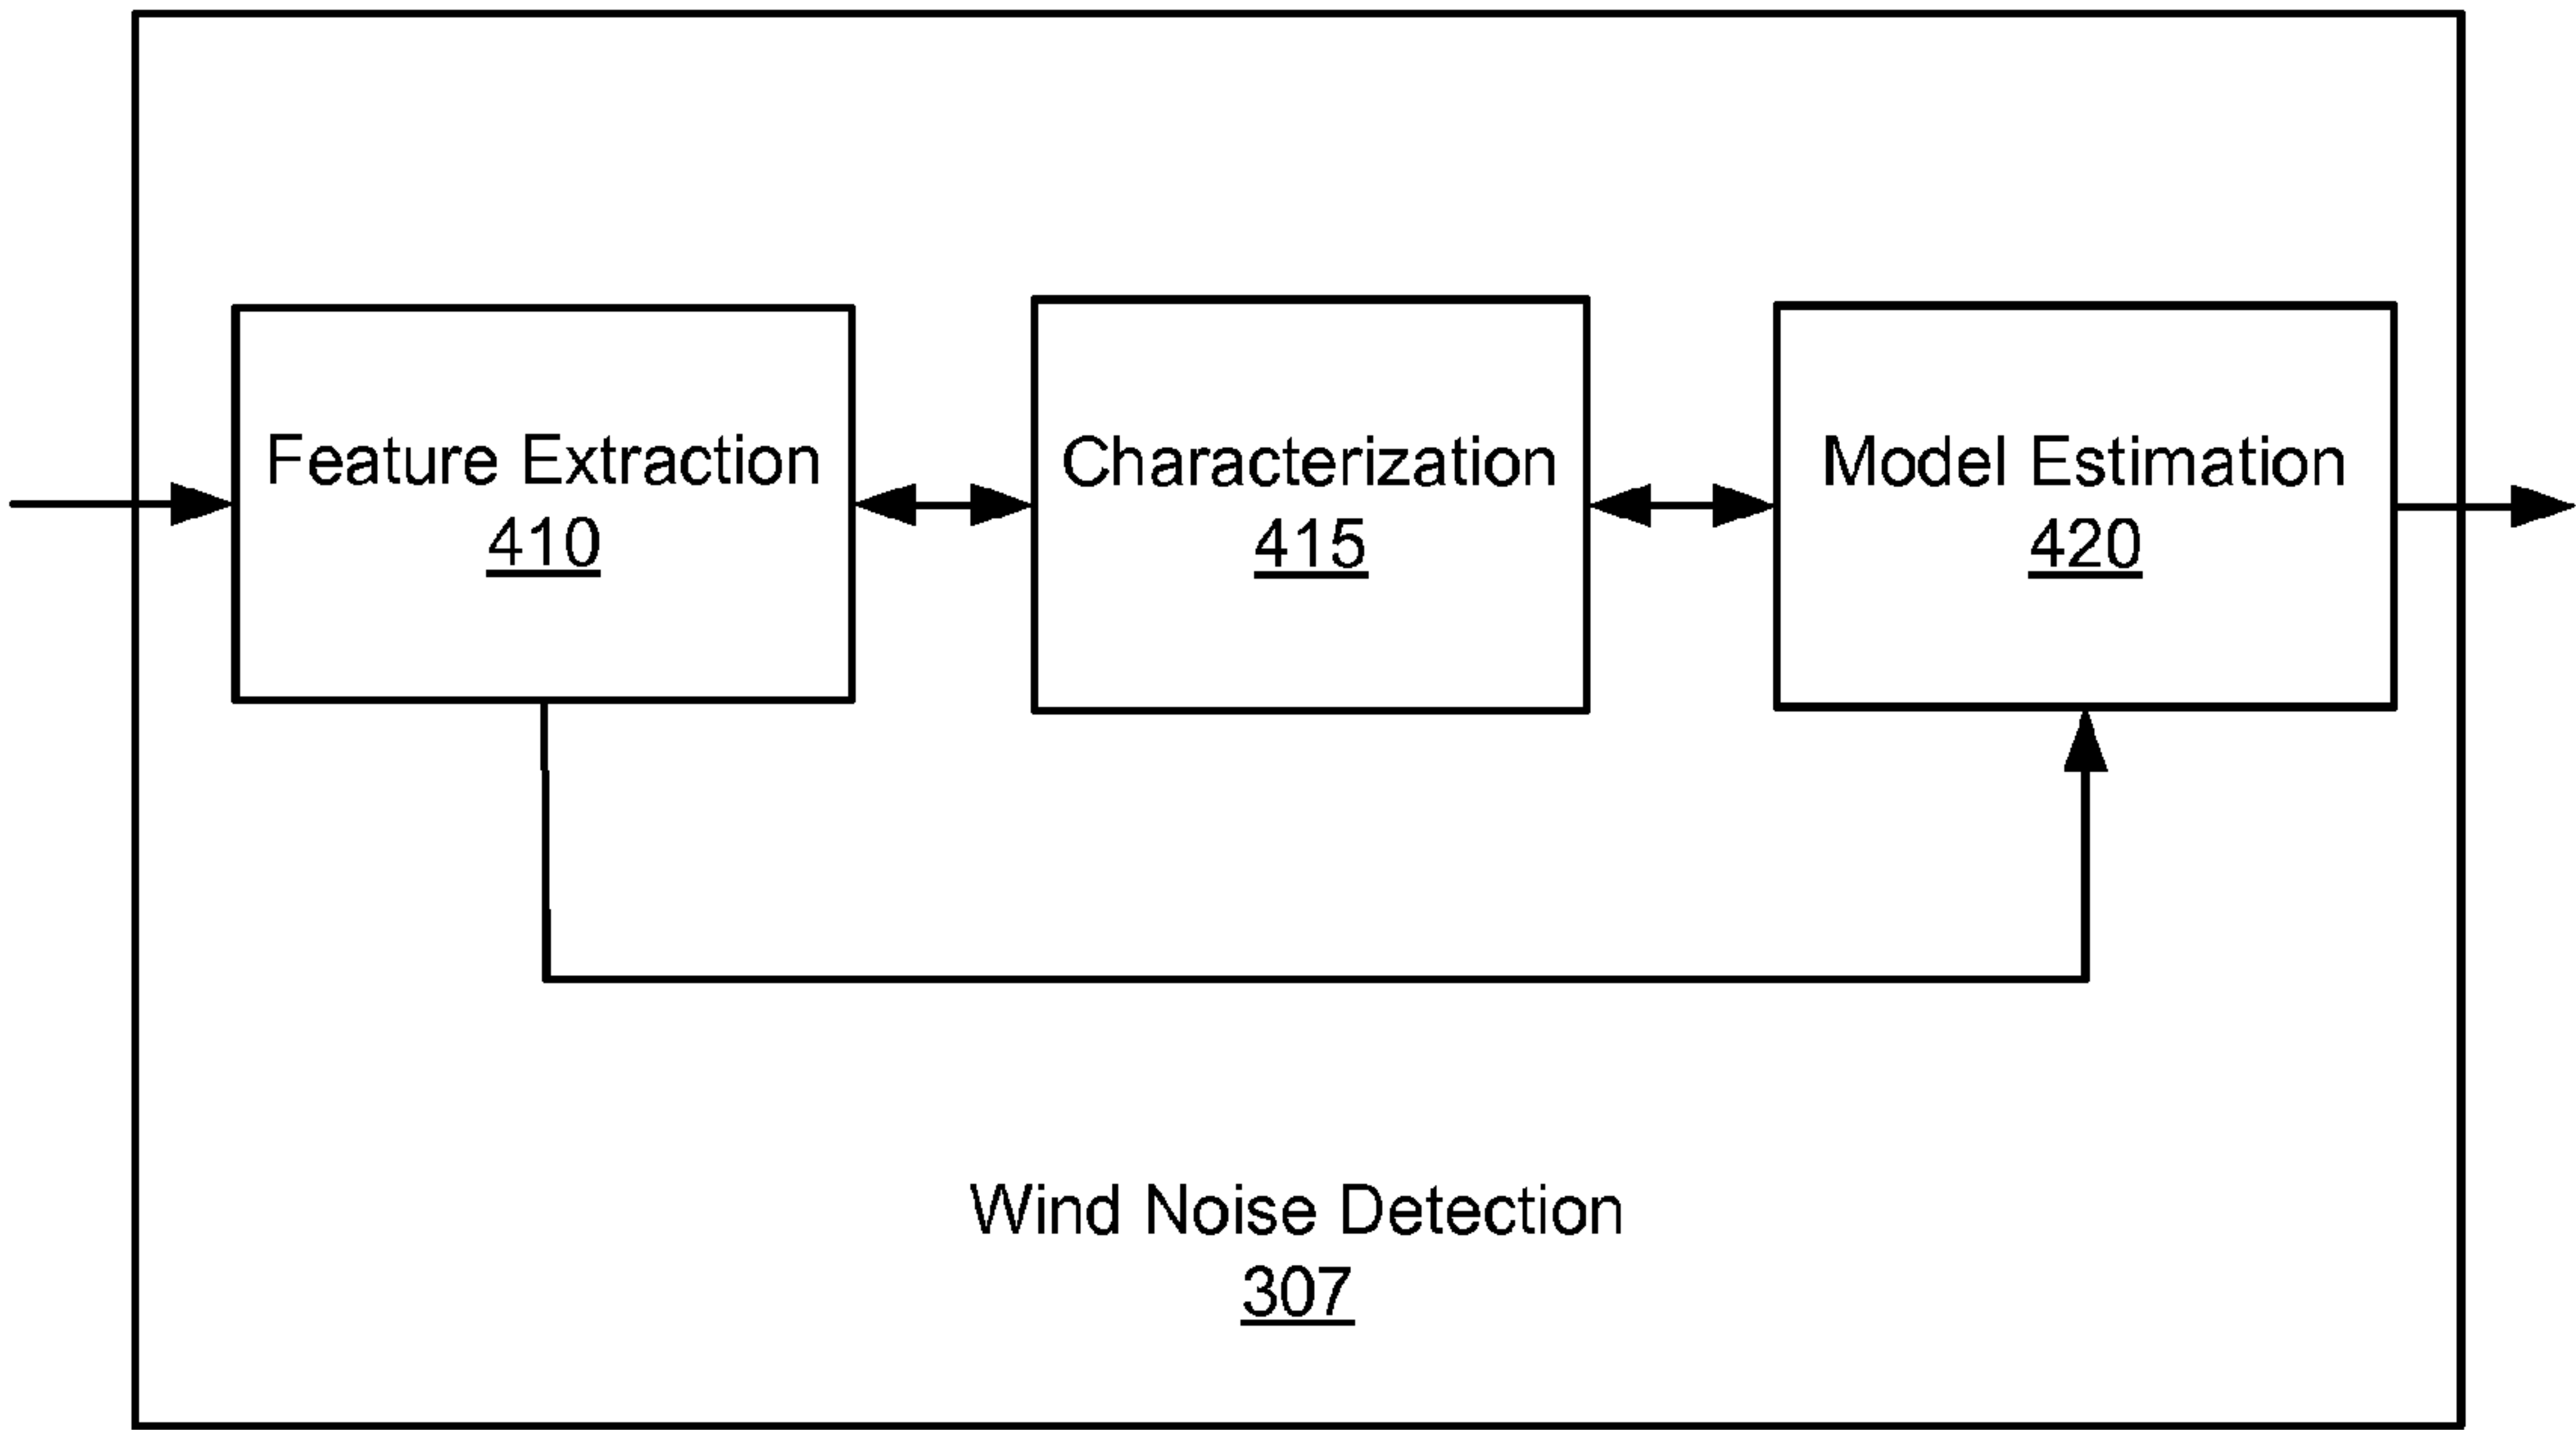 Feature Extraction
410
Characterization
415
Model Estimation
420
Wind Noise Detection
307